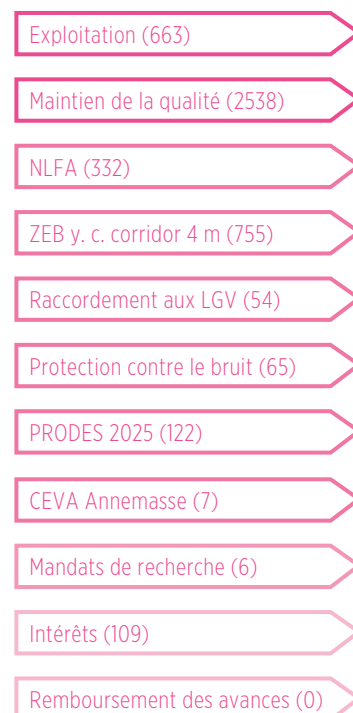 Exploitation (663)
Maintien de la qualité (2538)
NLFA (332)
ZEB y. c. corridor 4 m (755)
Raccordement aux LGV (54)
Protection contre le bruit (65)
PRODES 2025 (122)
CEVA Annemasse (7)
Mandats de recherche (6)
Intérêts (109)
Remboursement des avances (0)